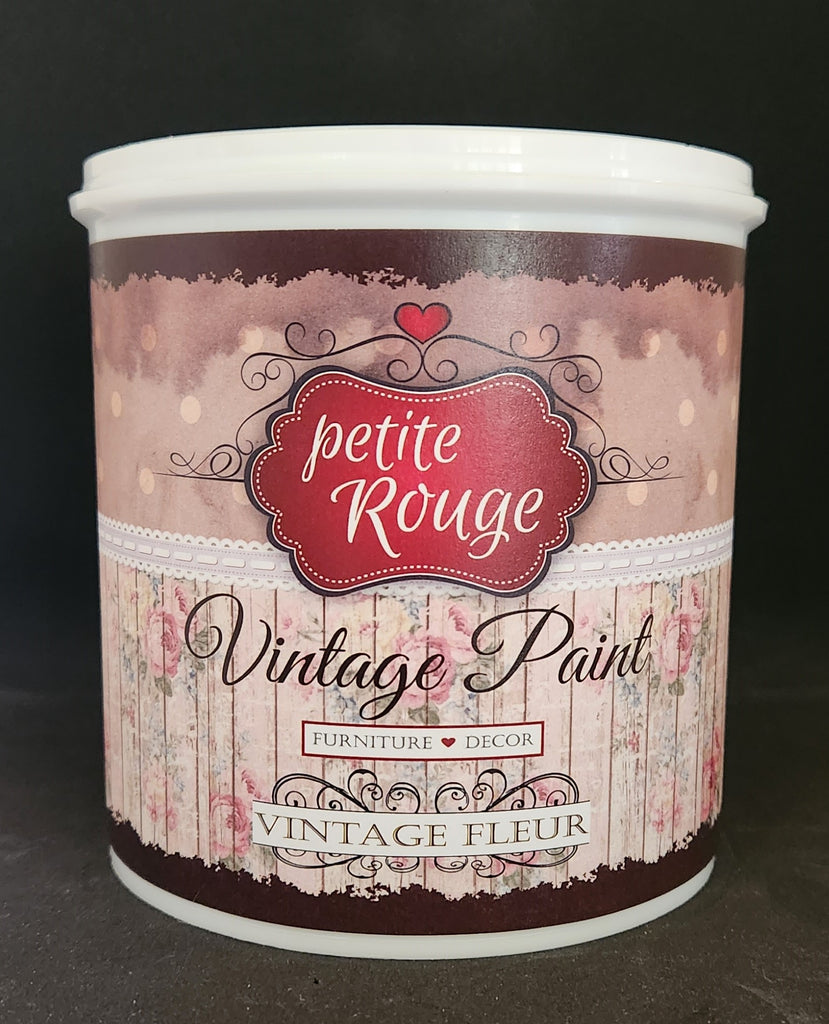 petite
Rouge
Vintage Paint
FURNITURE ♥ DECOR
VINTAGE FLEUR